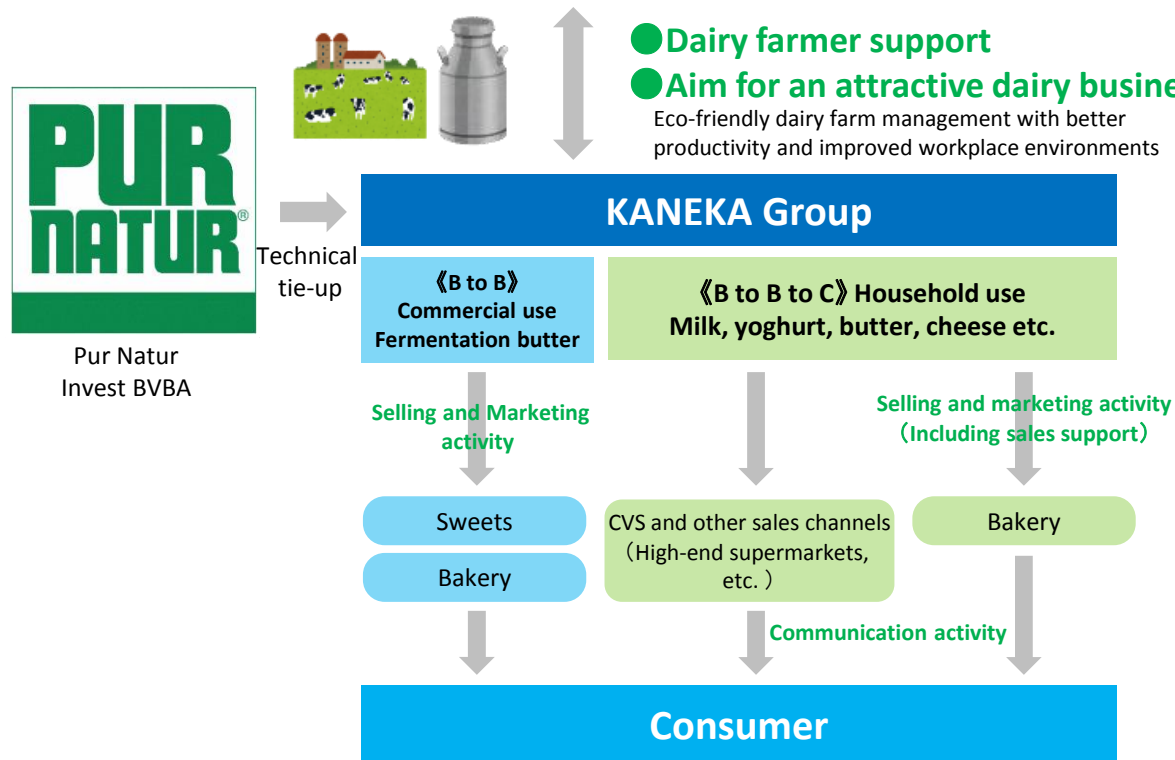 ●Dairy farmer support
●Aim for an attractive dairy busine
Eco-friendly dairy farm management with better
productivity and improved workplace environments
PUR
NATUR®
Pur Natur
Invest BVBA
Technical
tie-up
KANEKA Group
《B to B》
Commercial use
Fermentation butter
《B to B to C》Household use
Milk, yoghurt, butter, cheese etc.
Selling and Marketing
activity
Selling and marketing activity
（Including sales support）
Sweets
Bakery
CVS and other sales channels
（High-end supermarkets,
etc. ）
Bakery
Communication activity
Consumer